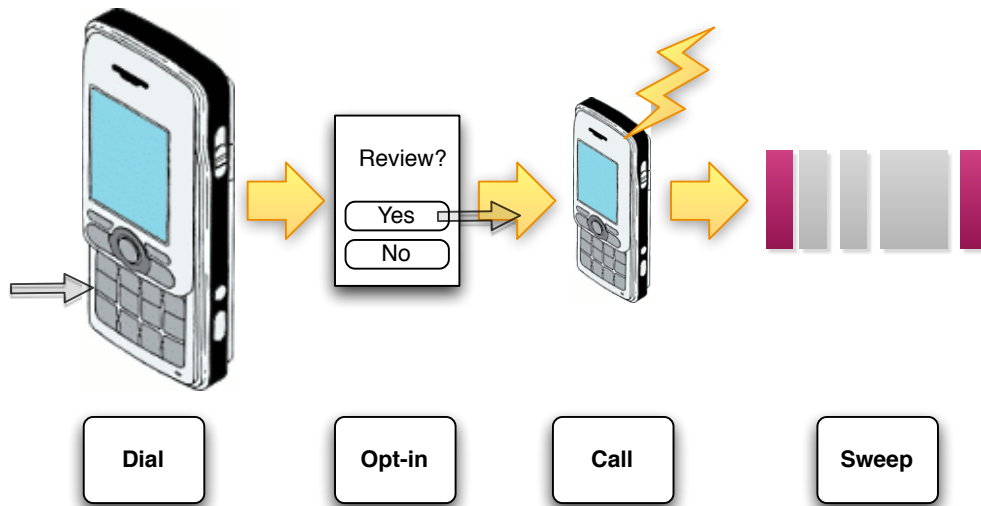 Review?
Yes
No
Dial
Opt-in
Call
Sweep